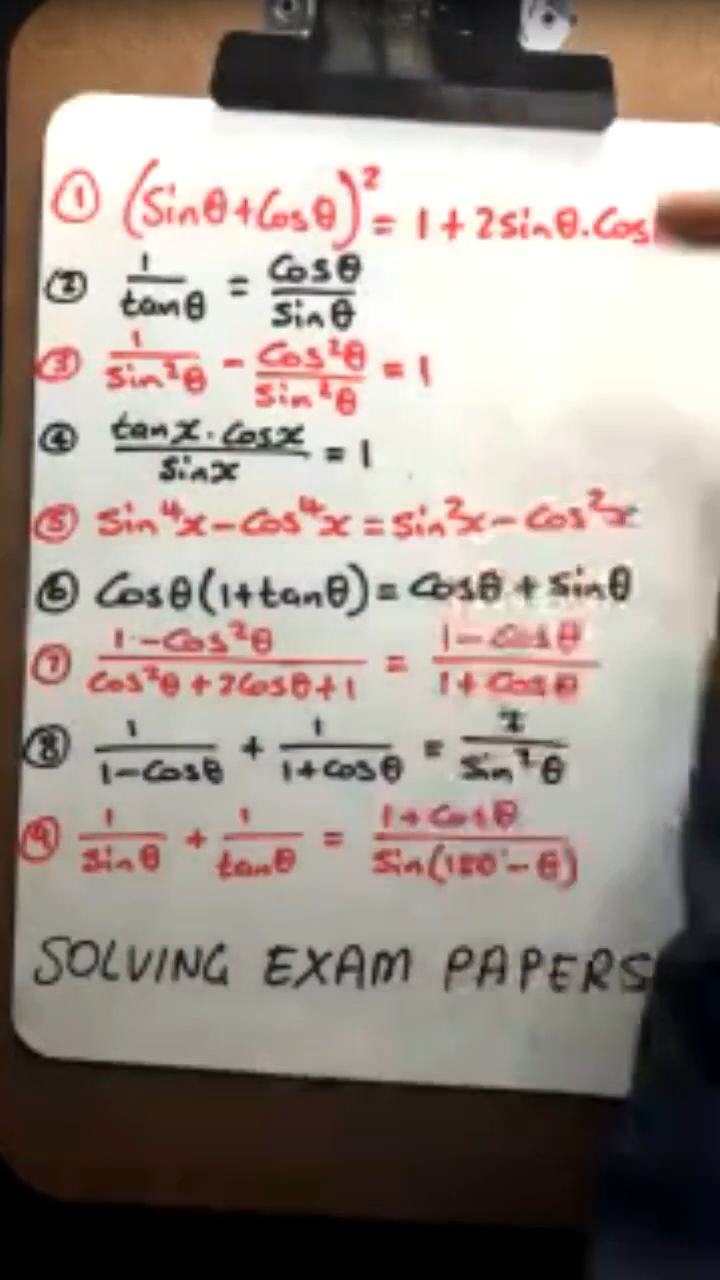 ① (Sinθ+Cosθ)² = 1 + 2sinθ.Cos
② 1/tanθ = Cosθ/Sinθ
③ 1/Sin²θ - Cos²θ/Sin²θ = 1
④ tanx.Cosx/Sinx = 1
⑤ Sin⁴x - Cos⁴x = Sin²x - Cos²x
⑥ Cosθ(1+tanθ) = Cosθ + Sinθ
⑦ 1-Cos²θ/Cos²θ+2Cosθ+1 = 1-Cosθ/1+Cosθ
⑧ 1/1-Cosθ + 1/1+Cosθ = 2/Sin²θ
⑨ 1/Sinθ + 1/tanθ = 1+Cosθ/Sin(180°-θ)
SOLVING EXAM PAPERS